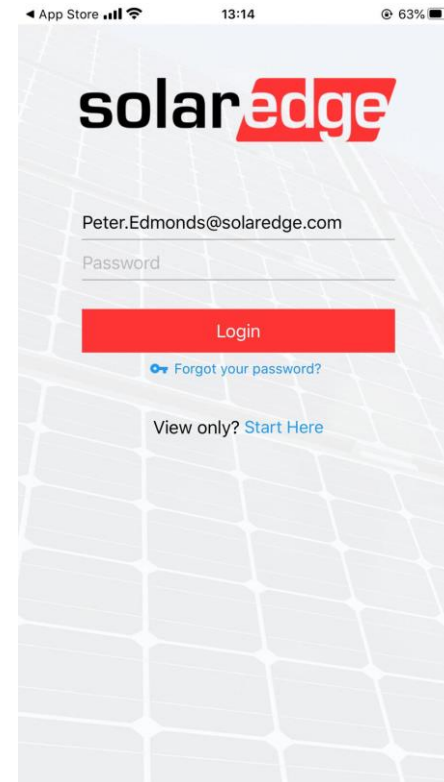 ◀ App Store 13:14 63%
solaredge
Peter.Edmonds@solaredge.com
Password
Login
Forgot your password?
View only? Start Here